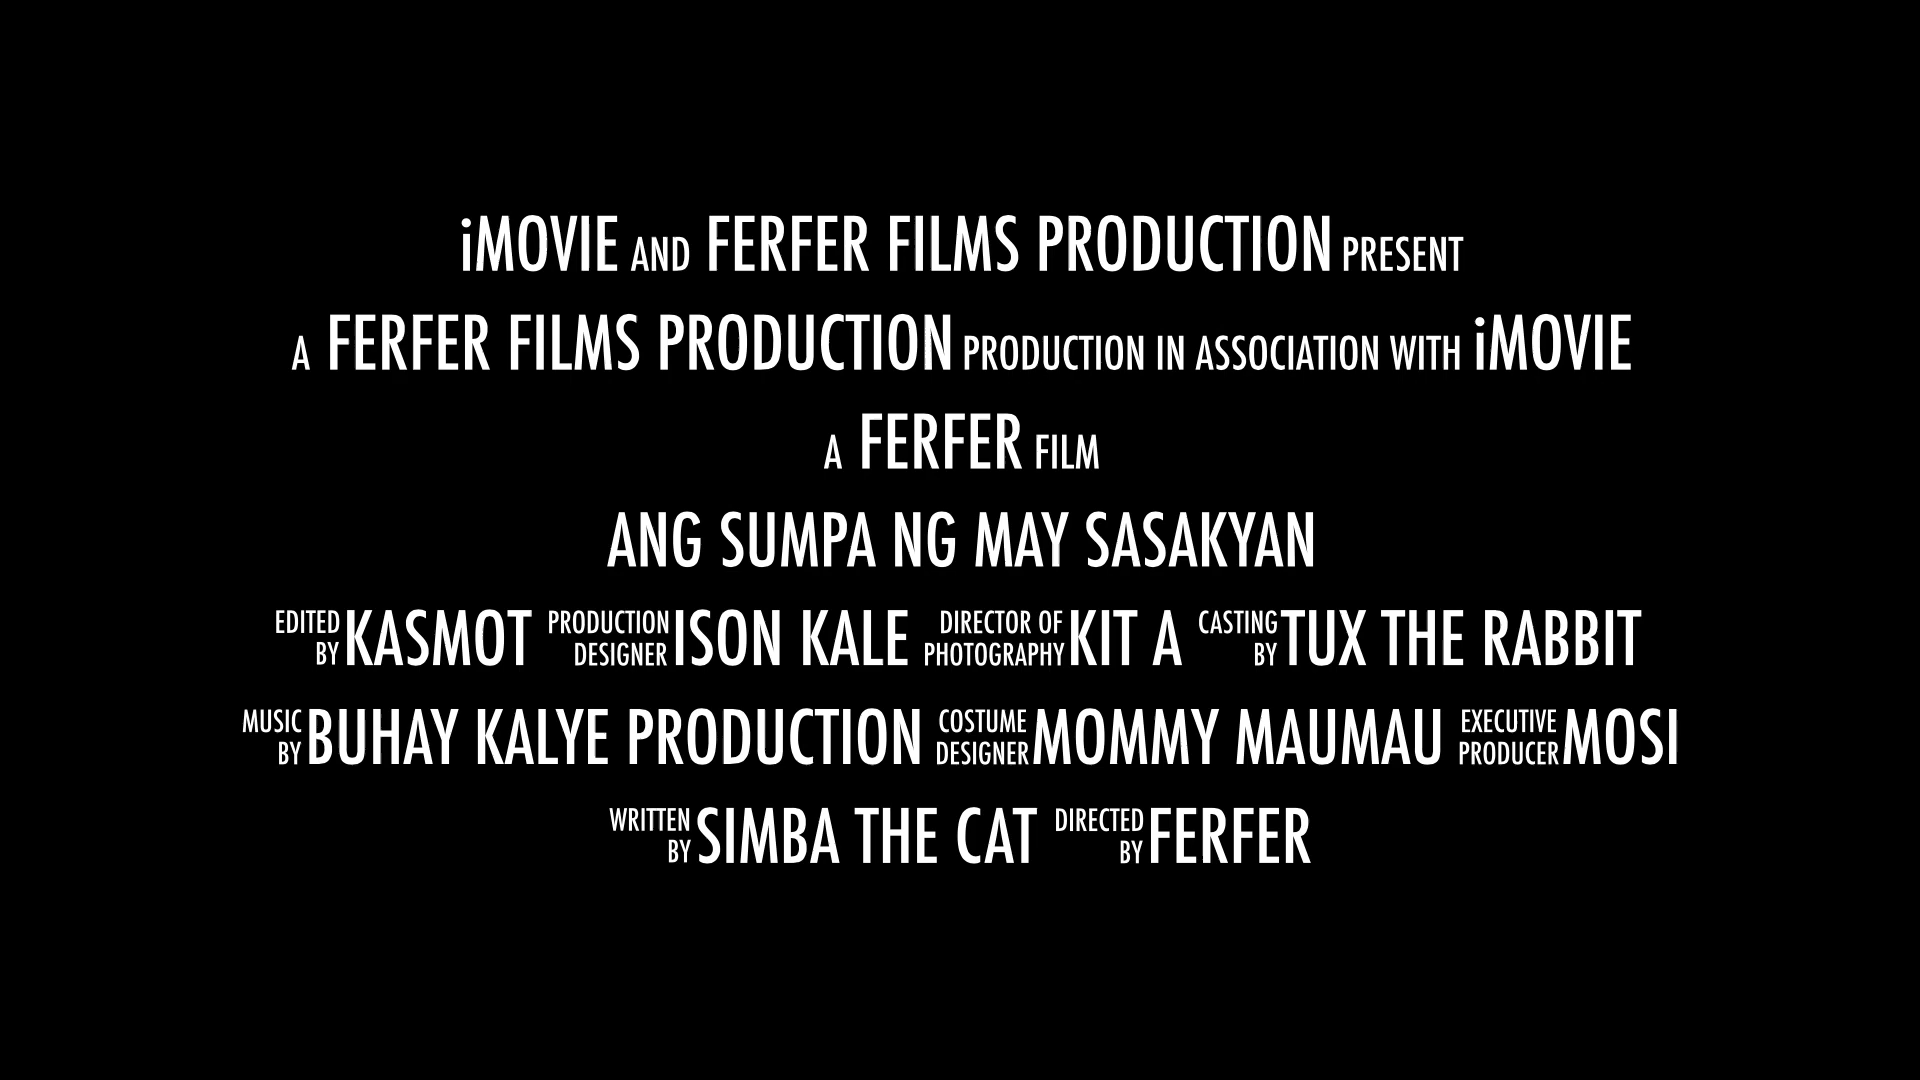 iMOVIE AND FERFER FILMS PRODUCTION PRESENT
A FERFER FILMS PRODUCTION PRODUCTION IN ASSOCIATION WITH iMOVIE
A FERFER FILM
ANG SUMPA NG MAY SASAKYAN
EDITED BY KASMOT PRODUCTION DESIGNER ISON KALE DIRECTOR OF PHOTOGRAPHY KIT A CASTING BY TUX THE RABBIT
MUSIC BY BUHAY KALYE PRODUCTION COSTUME DESIGNER MOMMY MAUMAU EXECUTIVE PRODUCER MOSI
WRITTEN BY SIMBA THE CAT DIRECTED BY FERFER